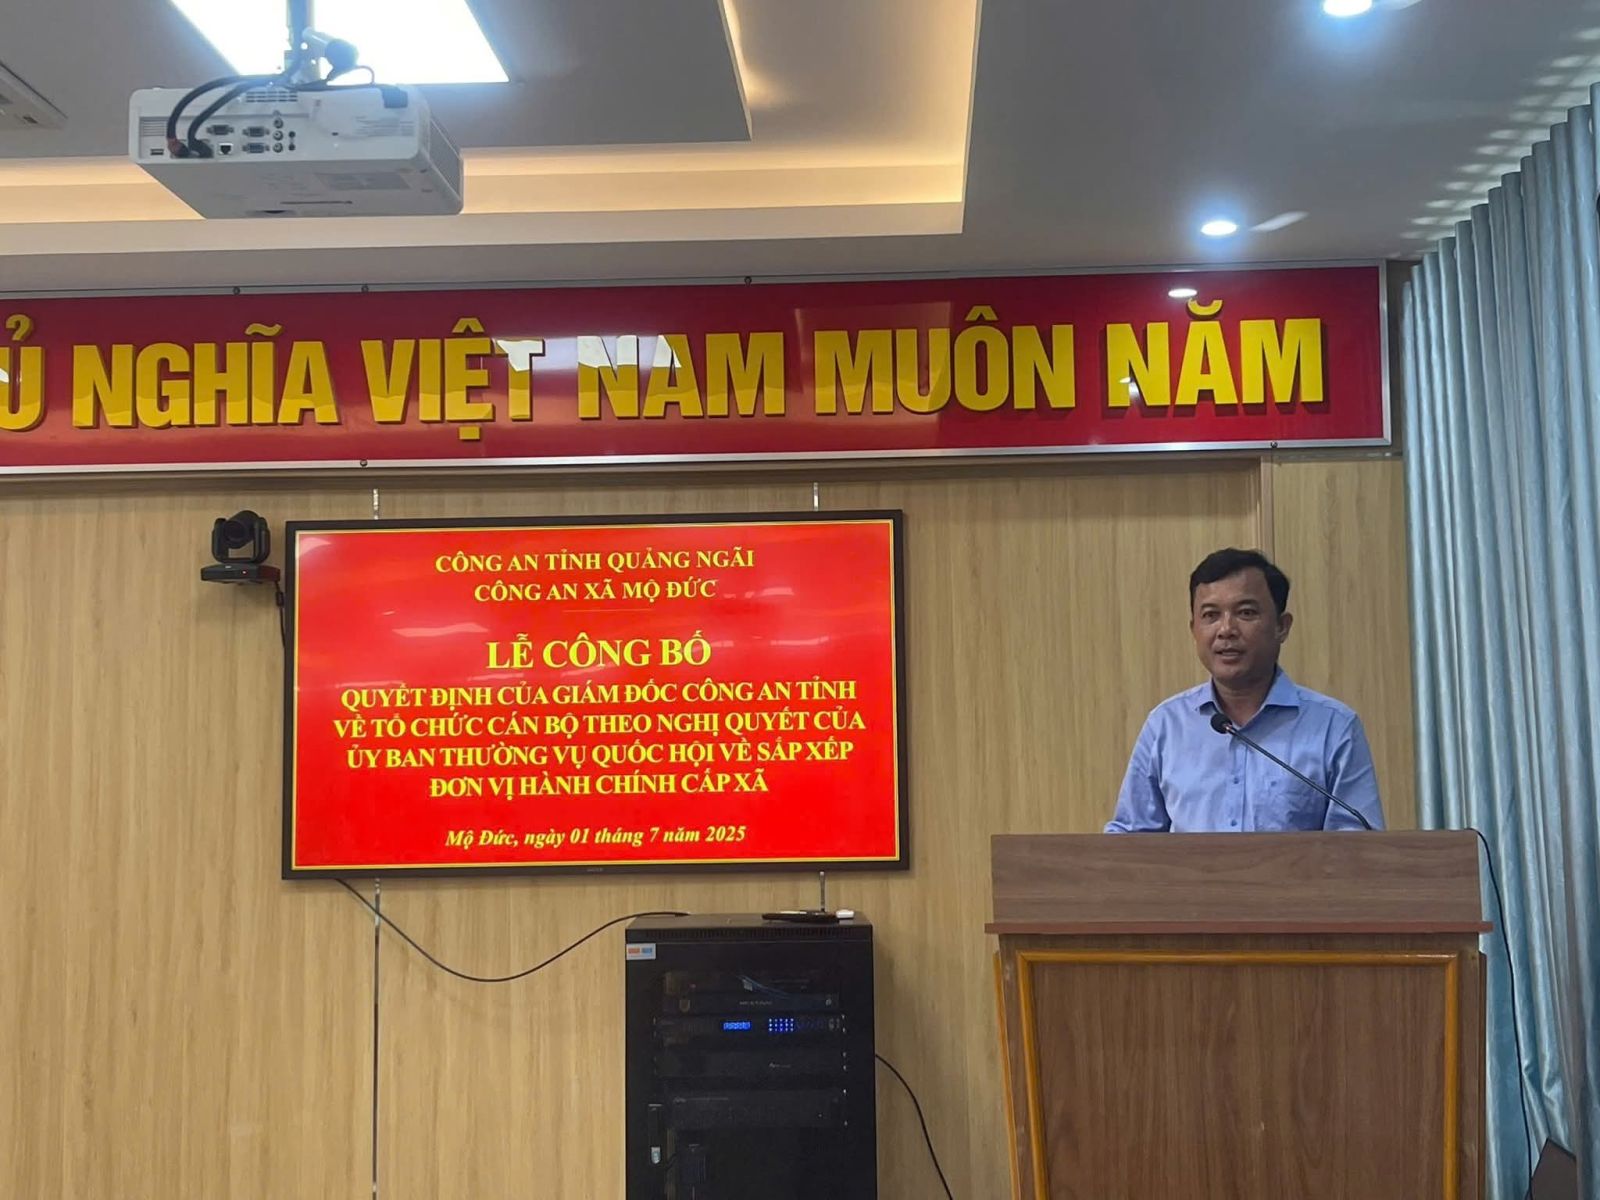 Ủ NGHĨA VIỆT NAM MUÔN NĂM
CÔNG AN TỈNH QUẢNG NGÃI
CÔNG AN XÃ MỘ ĐỨC
LỄ CÔNG BỐ
QUYẾT ĐỊNH CỦA GIÁM ĐỐC CÔNG AN TỈNH
VỀ TỔ CHỨC CÁN BỘ THEO NGHỊ QUYẾT CỦA
ỦY BAN THƯỜNG VỤ QUỐC HỘI VỀ SẮP XẾP
ĐƠN VỊ HÀNH CHÍNH CẤP XÃ
Mộ Đức, ngày 01 tháng 7 năm 2025